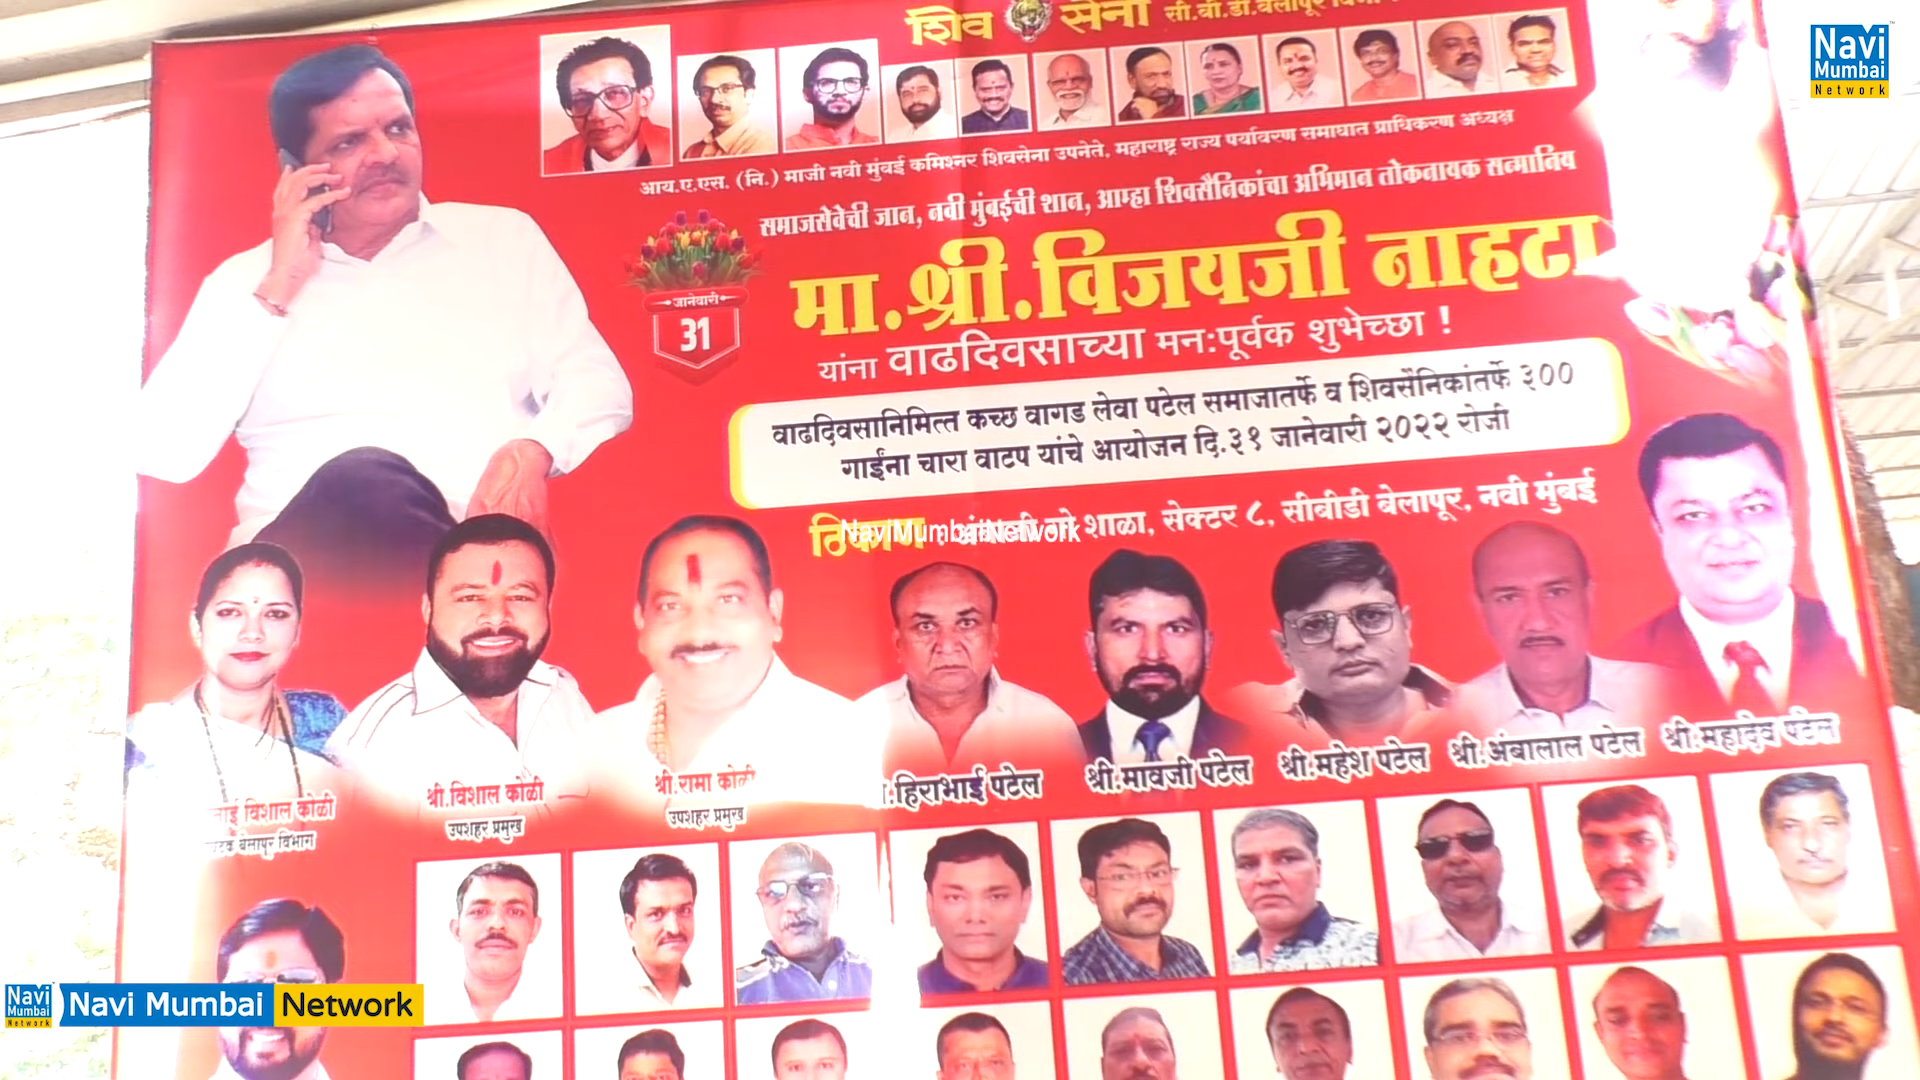 शिव सेना सी.बी.डी.बेलापूर
Navi
Mumbai
Network
आय.ए.एस. (नि.) माजी नवी मुंबई कमिश्नर शिवसेना उपनेते, महाराष्ट्र राज्य पर्यावरण समाघात प्राधिकरण अध्यक्ष
समाजसेवेची जान, नवी मुंबईची शान, आम्हा शिवसैनिकांचा अभिमान लोकनायक सन्मानिय
मा.श्री.विजयजी नाहटा
जानेवारी
31
यांना वाढदिवसाच्या मन:पूर्वक शुभेच्छा !
वाढदिवसानिमित्त कच्छ वागड लेवा पटेल समाजातर्फे व शिवसैनिकांतर्फे ३००
गाईंना चारा वाटप यांचे आयोजन दि.३१ जानेवारी २०२२ रोजी
ठिकाण : गो शाळा, सेक्टर ८, सीबीडी बेलापूर, नवी मुंबई
NaviMumbaiNetwork
विशाल कोळी
बेलापूर विभाग
श्री.विशाल कोळी
उपशहर प्रमुख
श्री.रामा कोळी
उपशहर प्रमुख
हिराभाई पटेल
श्री.मावजी पटेल
श्री.महेश पटेल
श्री.अंबालाल पटेल
श्री.महादेव पटेल
Navi
Mumbai
Network
Navi Mumbai Network